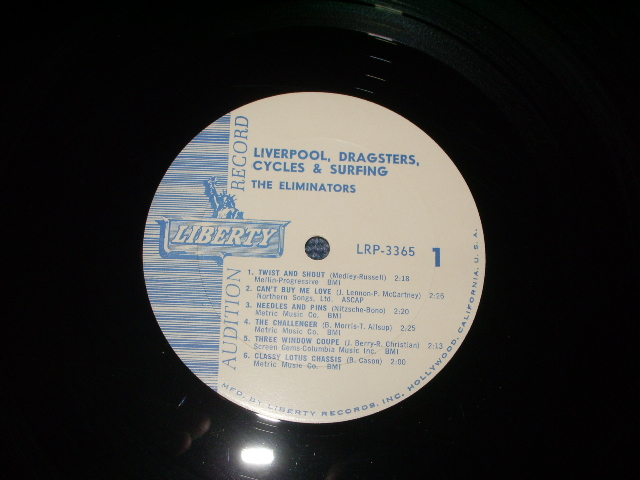 LIVERPOOL, DRAGSTERS,
CYCLES & SURFING
THE ELIMINATORS
AUDITION RECORD
LIBERTY
LRP-3365 1
1. TWIST AND SHOUT (Medley-Russell) 2:18
Mellin-Progressive BMI
2. CAN'T BUY ME LOVE (J. Lennon-P. McCartney) 2:26
Northern Songs, Ltd. ASCAP
3. NEEDLES AND PINS (Nitzsche-Bono) 2:20
Metric Music Co. BMI
4. THE CHALLENGER (B. Morris-T. Allsup) 2:25
Metric Music Co. BMI
5. THREE WINDOW COUPE (J. Berry-R. Christian) 2:13
Screen Gems-Columbia Music Inc. BMI
6. CLASSY LOTUS CHASSIS (B. Cason) 2:00
Metric Music Co. BMI
MFD. BY LIBERTY RECORDS, INC. HOLLYWOOD, CALIFORNIA, U.S.A.